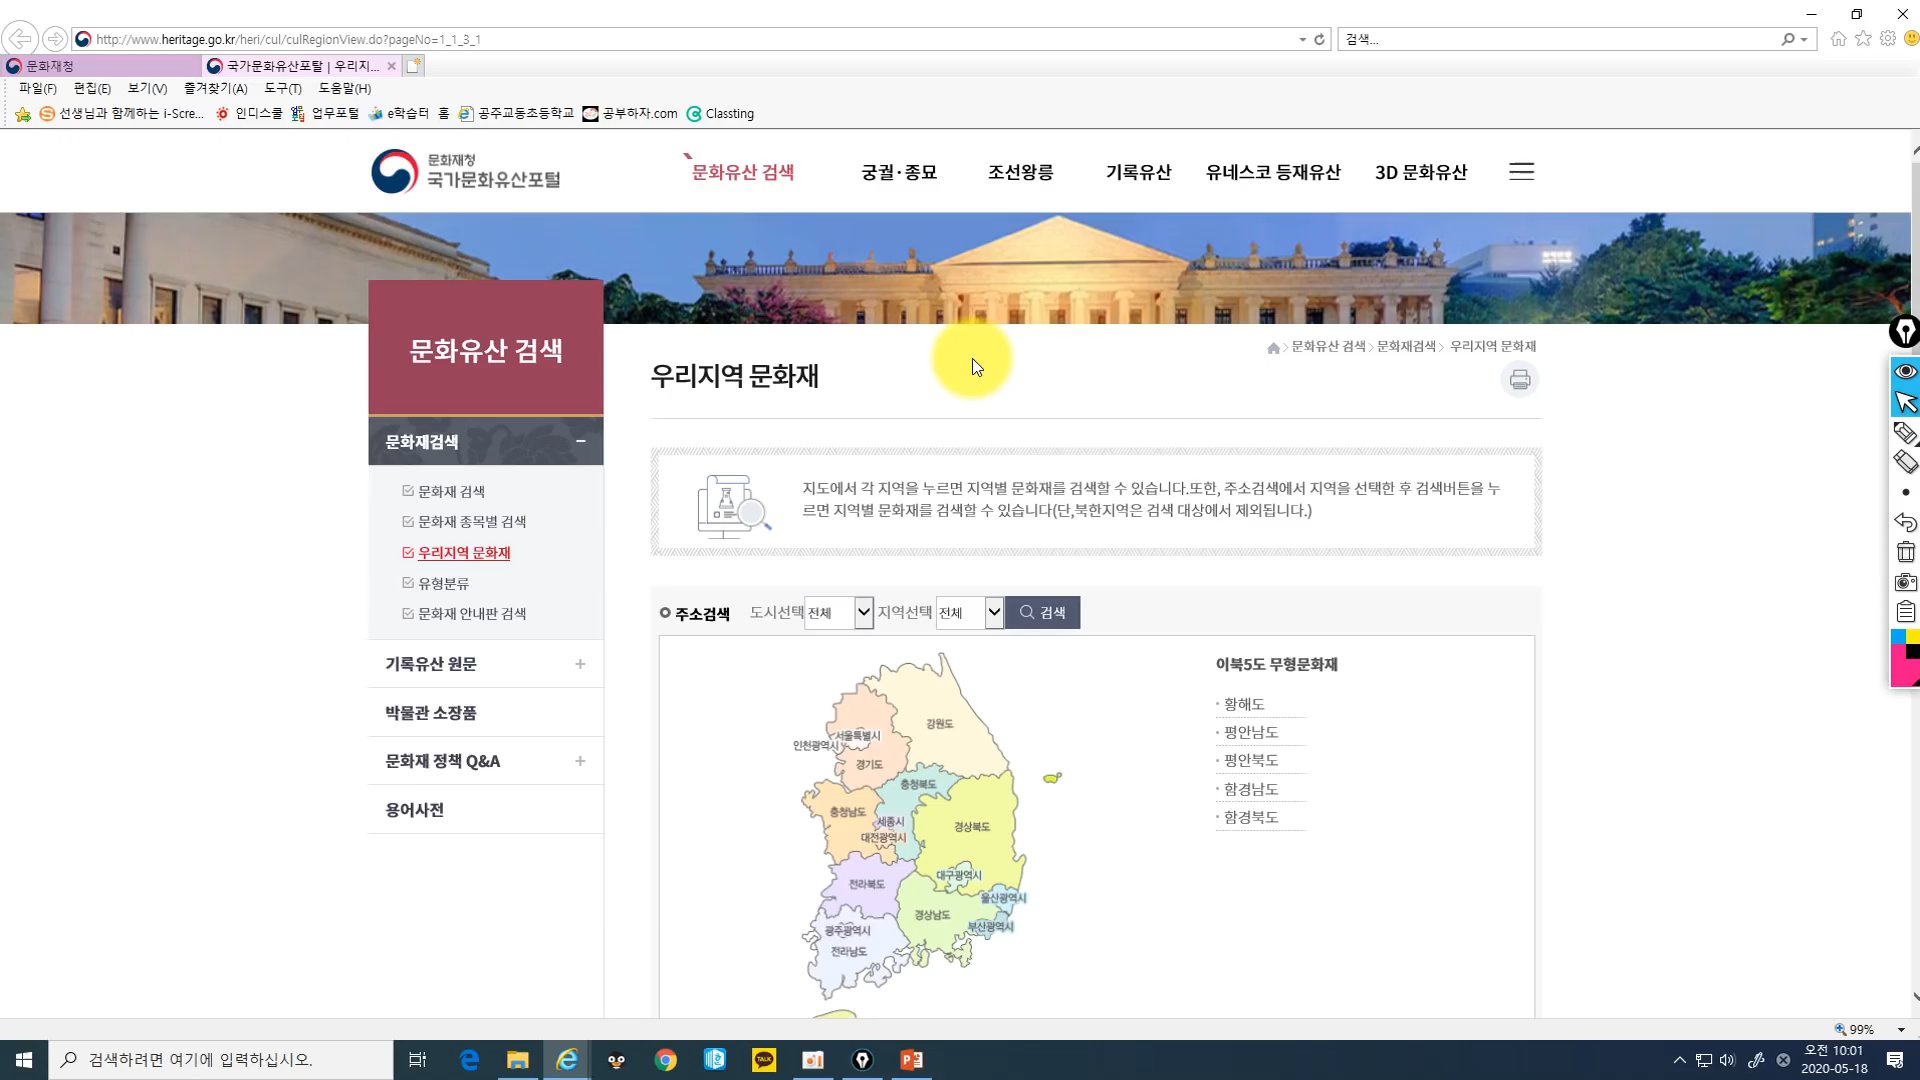 http://www.heritage.go.kr/heri/cul/culRegionView.do?pageNo=1_1_3_1
검색...
문화재청
국가문화유산포털 | 우리지...
파일(F) 편집(E) 보기(V) 즐겨찾기(A) 도구(T) 도움말(H)
선생님과 함께하는 i-Scre... 인디스쿨 업무포털 e학습터 홈 공주교동초등학교 공부하자.com Classting
문화재청
국가문화유산포털
문화유산 검색 궁궐·종묘 조선왕릉 기록유산 유네스코 등재유산 3D 문화유산
문화유산 검색
문화유산 검색 > 문화재검색 > 우리지역 문화재
우리지역 문화재
문화재검색
문화재 검색
문화재 종목별 검색
우리지역 문화재
유형분류
문화재 안내판 검색
기록유산 원문
박물관 소장품
문화재 정책 Q&A
용어사전
지도에서 각 지역을 누르면 지역별 문화재를 검색할 수 있습니다.또한, 주소검색에서 지역을 선택한 후 검색버튼을 누
르면 지역별 문화재를 검색할 수 있습니다(단,북한지역은 검색 대상에서 제외됩니다.)
주소검색 도시선택 전체 지역선택 전체 검색
강원도
서울특별시
인천광역시
경기도
충청북도
충청남도
세종시
경상북도
대전광역시
대구광역시
전라북도
울산광역시
경상남도
부산광역시
광주광역시
전라남도
이북5도 무형문화재
황해도
평안남도
평안북도
함경남도
함경북도
99%
검색하려면 여기에 입력하십시오.
TALK
오전 10:01
2020-05-18